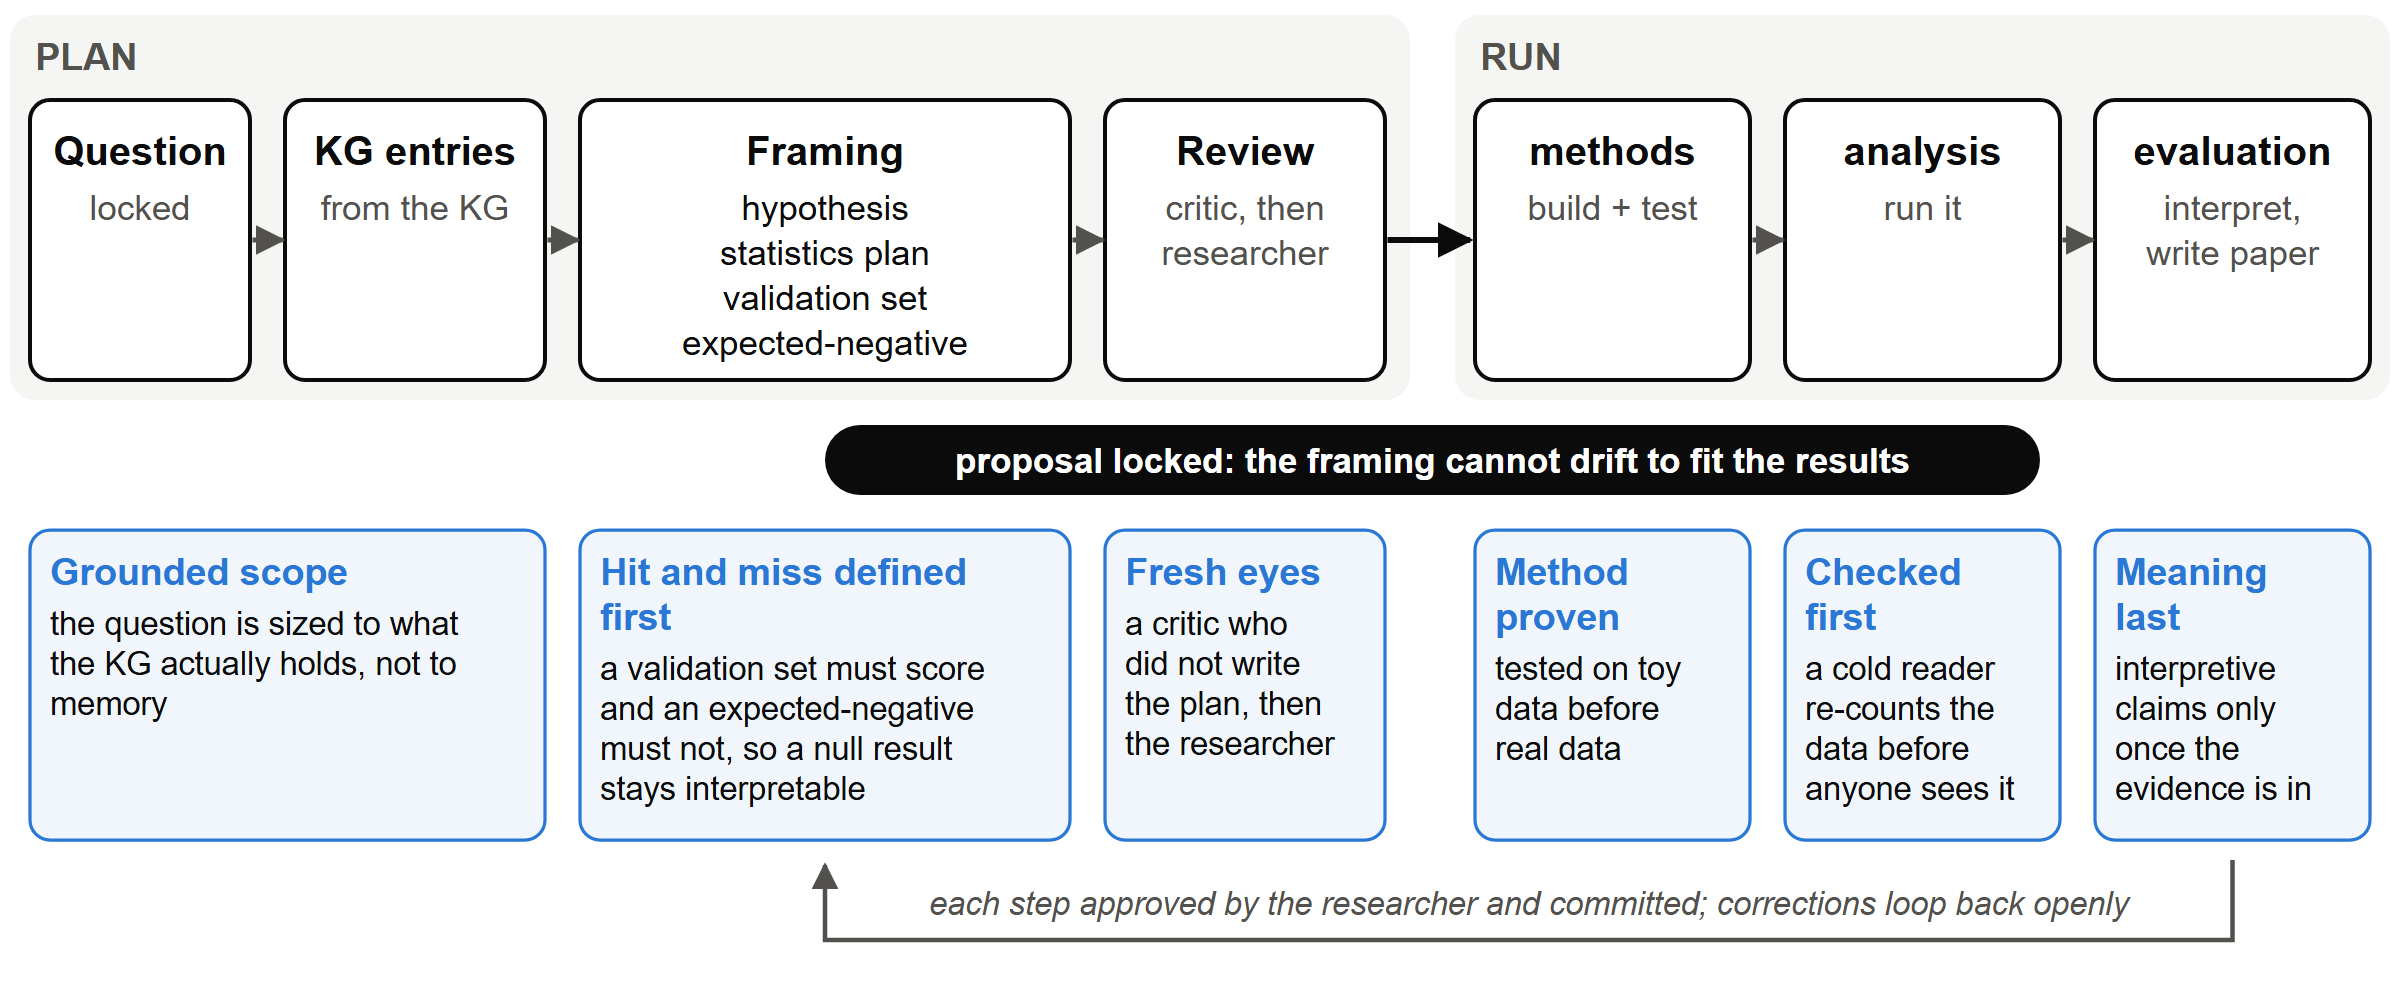 PLAN
Question
locked
KG entries
from the KG
Framing
hypothesis
statistics plan
validation set
expected-negative
Review
critic, then
researcher
RUN
methods
build + test
analysis
run it
evaluation
interpret,
write paper
proposal locked: the framing cannot drift to fit the results
Grounded scope
the question is sized to what
the KG actually holds, not to
memory
Hit and miss defined
first
a validation set must score
and an expected-negative
must not, so a null result
stays interpretable
Fresh eyes
a critic who
did not write
the plan, then
the researcher
Method
proven
tested on toy
data before
real data
Checked
first
a cold reader
re-counts the
data before
anyone sees it
Meaning
last
interpretive
claims only
once the
evidence is in
each step approved by the researcher and committed; corrections loop back openly